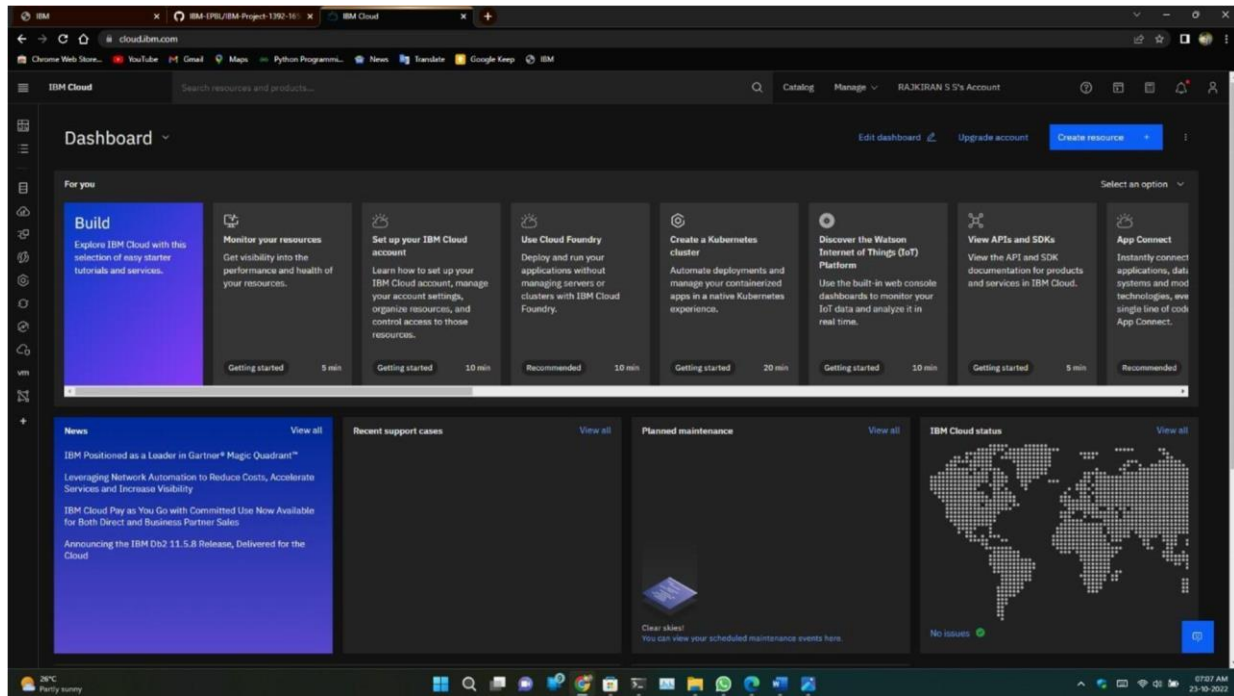 IBM
IBM-EPBL/IBM-Project-1392-165
IBM Cloud
cloud.ibm.com
Chrome Web Store...
YouTube
Gmail
Maps
Python Programmi...
News
Translate
Google Keep
IBM
IBM Cloud
Search resources and products...
Catalog
Manage
RAJKIRAN S S's Account
Dashboard
Edit dashboard
Upgrade account
Create resource +
For you
Select an option
Build
Explore IBM Cloud with this
selection of easy starter
tutorials and services.
Monitor your resources
Get visibility into the
performance and health of
your resources.
Getting started 5 min
Set up your IBM Cloud
account
Learn how to set up your
IBM Cloud account, manage
your account settings,
organize resources, and
control access to those
resources.
Getting started 10 min
Use Cloud Foundry
Deploy and run your
applications without
managing servers or
clusters with IBM Cloud
Foundry.
Recommended 10 min
Create a Kubernetes
cluster
Automate deployments and
manage your containerized
apps in a native Kubernetes
experience.
Getting started 20 min
Discover the Watson
Internet of Things (IoT)
Platform
Use the built-in web console
dashboards to monitor your
IoT data and analyze it in
real time.
Getting started 10 min
View APIs and SDKs
View the API and SDK
documentation for products
and services in IBM Cloud.
Getting started 5 min
App Connect
Instantly connect
applications, data
systems and mod
technologies, eve
single line of code
App Connect.
Recommended
vm
News View all
IBM Positioned as a Leader in Gartner® Magic Quadrant™
Leveraging Network Automation to Reduce Costs, Accelerate
Services and Increase Visibility
IBM Cloud Pay as You Go with Committed Use Now Available
for Both Direct and Business Partner Sales
Announcing the IBM Db2 11.5.8 Release, Delivered for the
Cloud
Recent support cases View all
Planned maintenance View all
Clear skies!
You can view your scheduled maintenance events here.
IBM Cloud status View all
No issues
26°C
Partly sunny
07:07 AM
23-10-2022